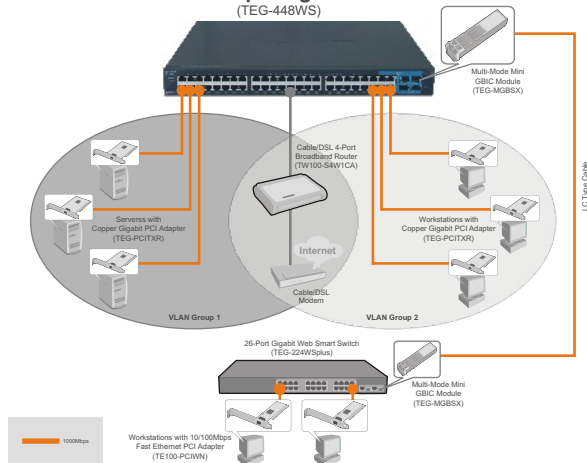 (TEG-448WS)
Multi-Mode Mini
GBIC Module
(TEG-MGBSX)
LC Type Cable
Cable/DSL 4-Port
Broadband Router
(TW100-S4W1CA)
Serverss with
Copper Gigabit PCI Adapter
(TEG-PCITXR)
Workstations with
Copper Gigabit PCI Adapter
(TEG-PCITXR)
Internet
Cable/DSL
Modem
VLAN Group 1
VLAN Group 2
26-Port Gigabit Web Smart Switch
(TEG-224WSplus)
Multi-Mode Mini
GBIC Module
(TEG-MGBSX)
1000Mbps
Workstations with 10/100Mbps
Fast Ethernet PCI Adapter
(TE100-PCIWN)